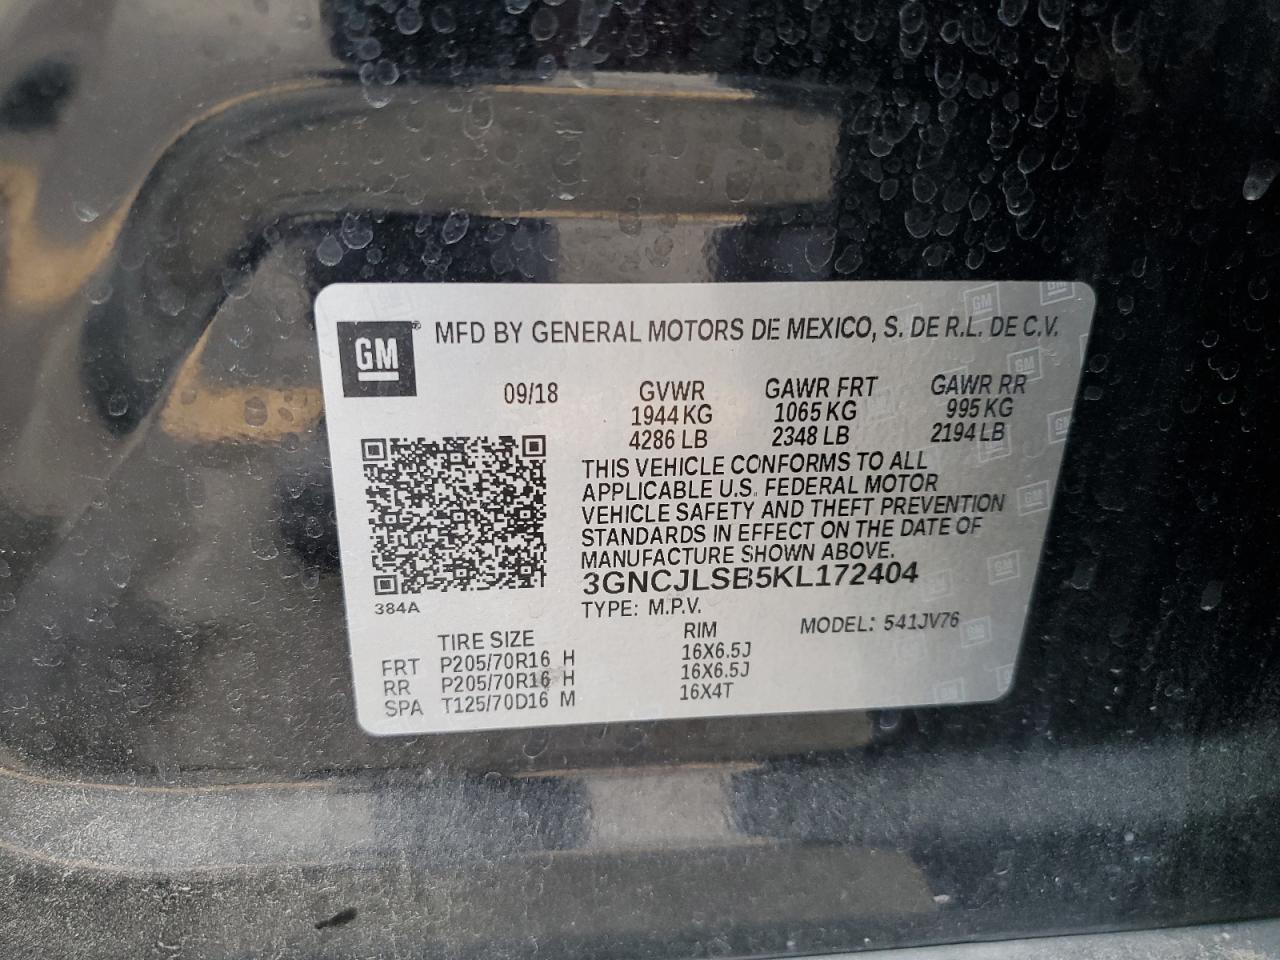 GM
MFD BY GENERAL MOTORS DE MEXICO, S. DE R.L. DE C.V.
09/18 GVWR GAWR FRT GAWR RR
1944 KG 1065 KG 995 KG
4286 LB 2348 LB 2194 LB
THIS VEHICLE CONFORMS TO ALL
APPLICABLE U.S. FEDERAL MOTOR
VEHICLE SAFETY AND THEFT PREVENTION
STANDARDS IN EFFECT ON THE DATE OF
MANUFACTURE SHOWN ABOVE.
3GNCJLSB5KL172404
384A
TYPE: M.P.V. MODEL: 541JV76
TIRE SIZE RIM
FRT P205/70R16 H 16X6.5J
RR P205/70R16 H 16X6.5J
SPA T125/70D16 M 16X4T